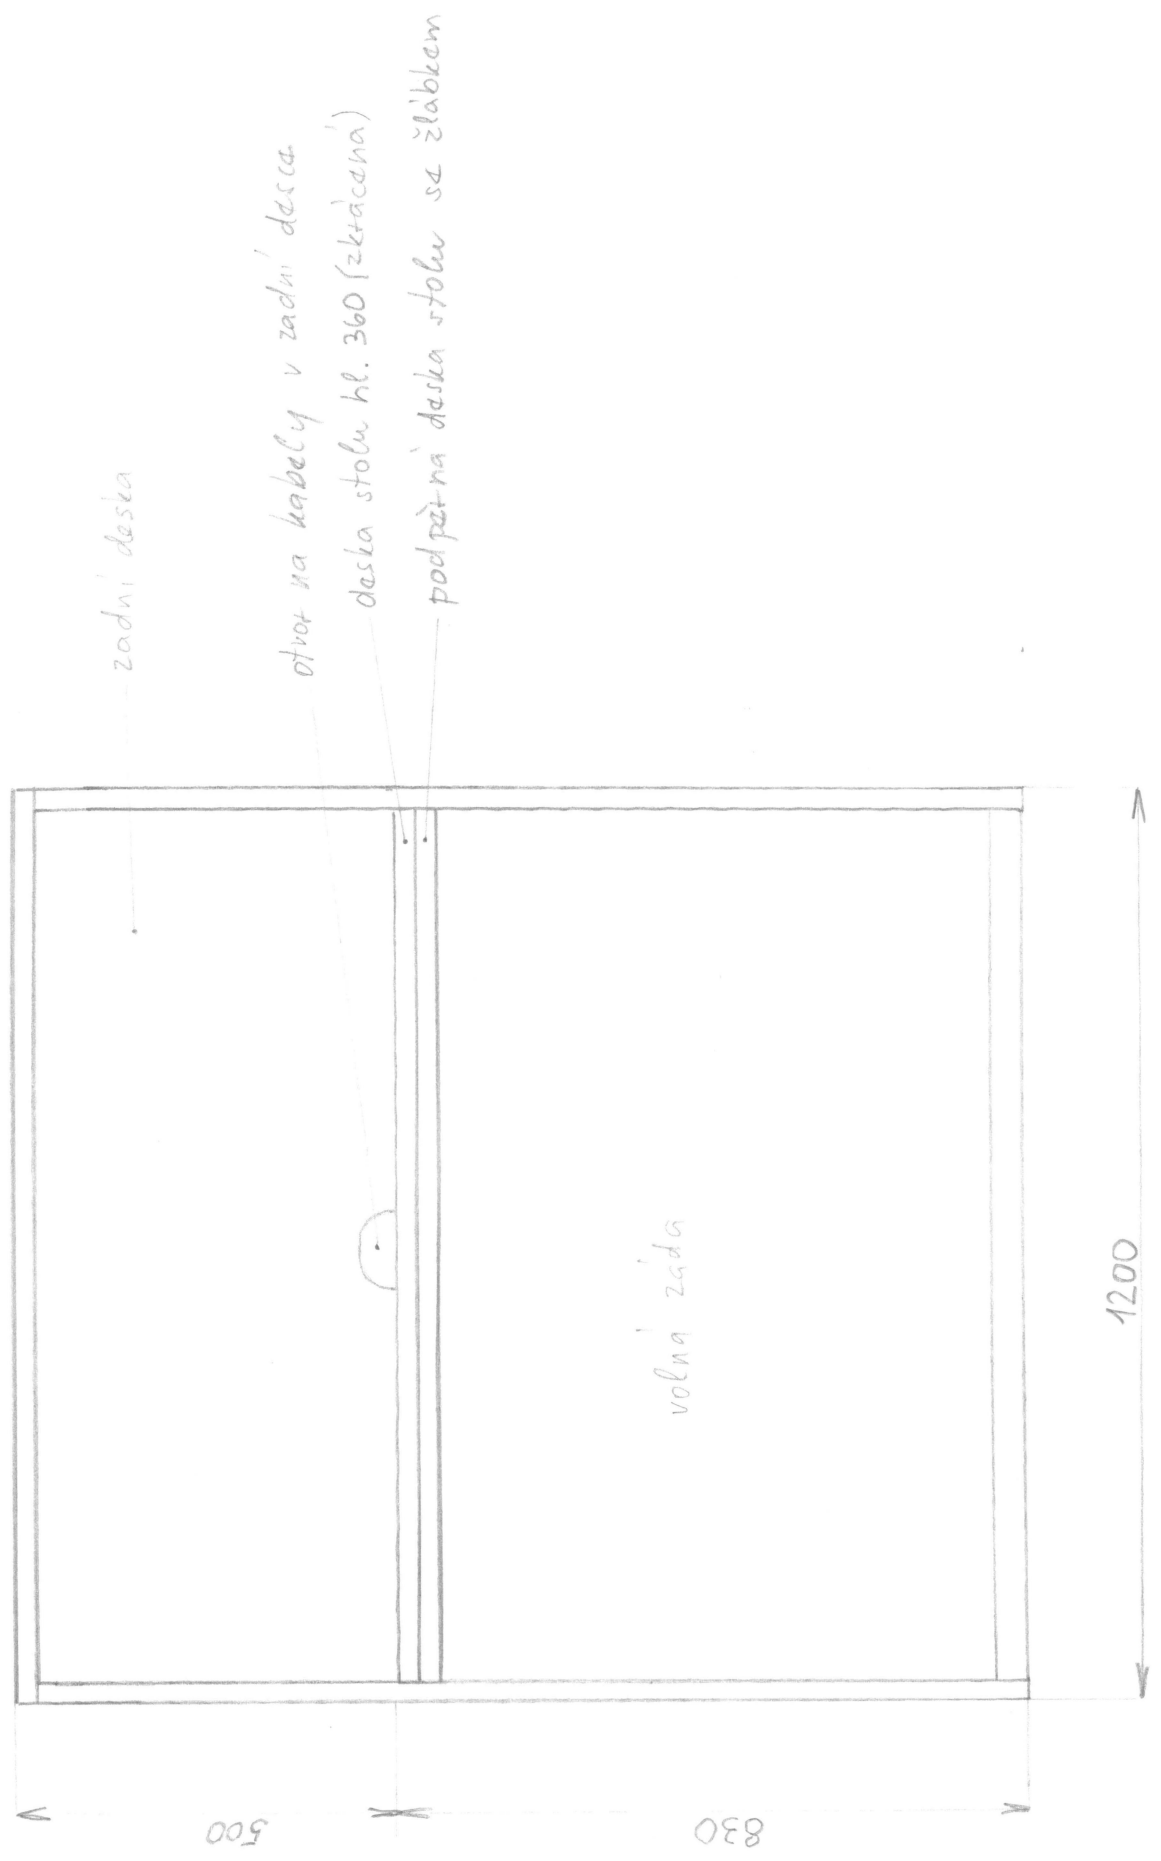 zadní deska
otvor na kabely v zadní desce
deska stolu hl. 360 (zkrácená)
podpěrná deska stolu se žlábkem
volná záda
500
830
1200